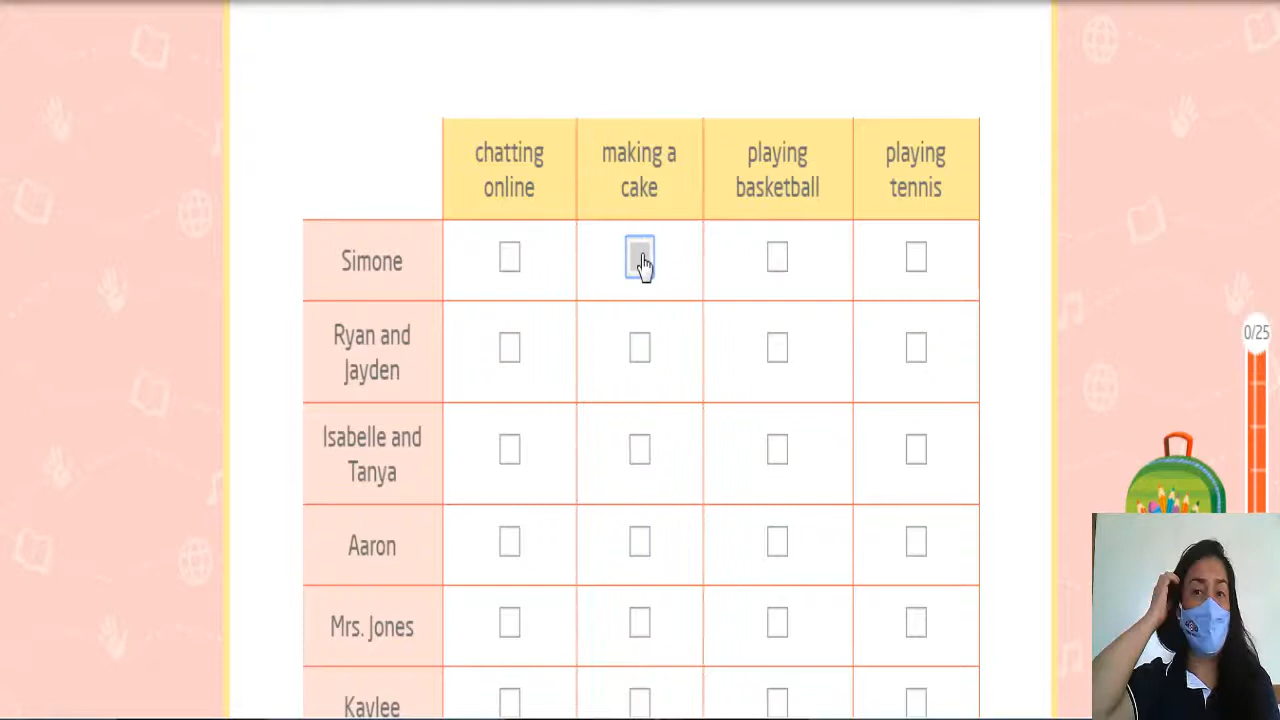 chatting
online
making a
cake
playing
basketball
playing
tennis
Simone
Ryan and
Jayden
0/25
Isabelle and
Tanya
Aaron
Mrs. Jones
Kaylee